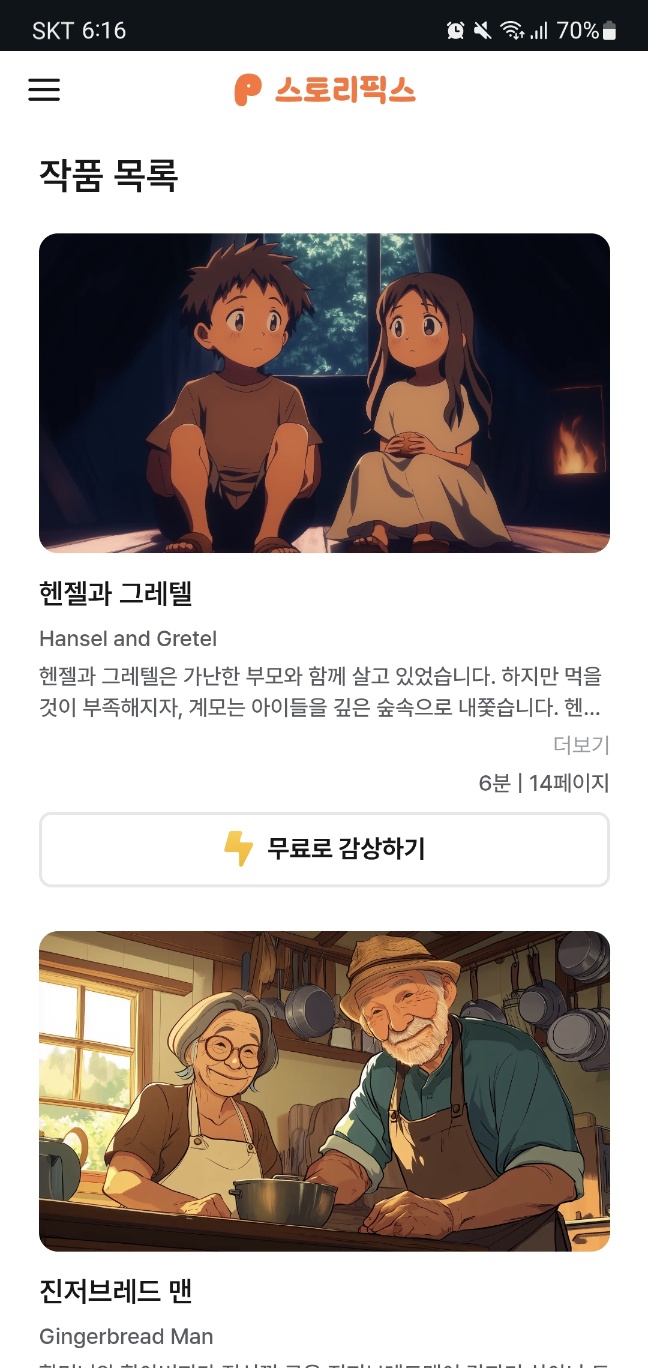 SKT 6:16
70%
스토리픽스
작품 목록
헨젤과 그레텔
Hansel and Gretel
헨젤과 그레텔은 가난한 부모와 함께 살고 있었습니다. 하지만 먹을
것이 부족해지자, 계모는 아이들을 깊은 숲속으로 내쫓습니다. 헨...
더보기
6분 | 14페이지
무료로 감상하기
진저브레드 맨
Gingerbread Man